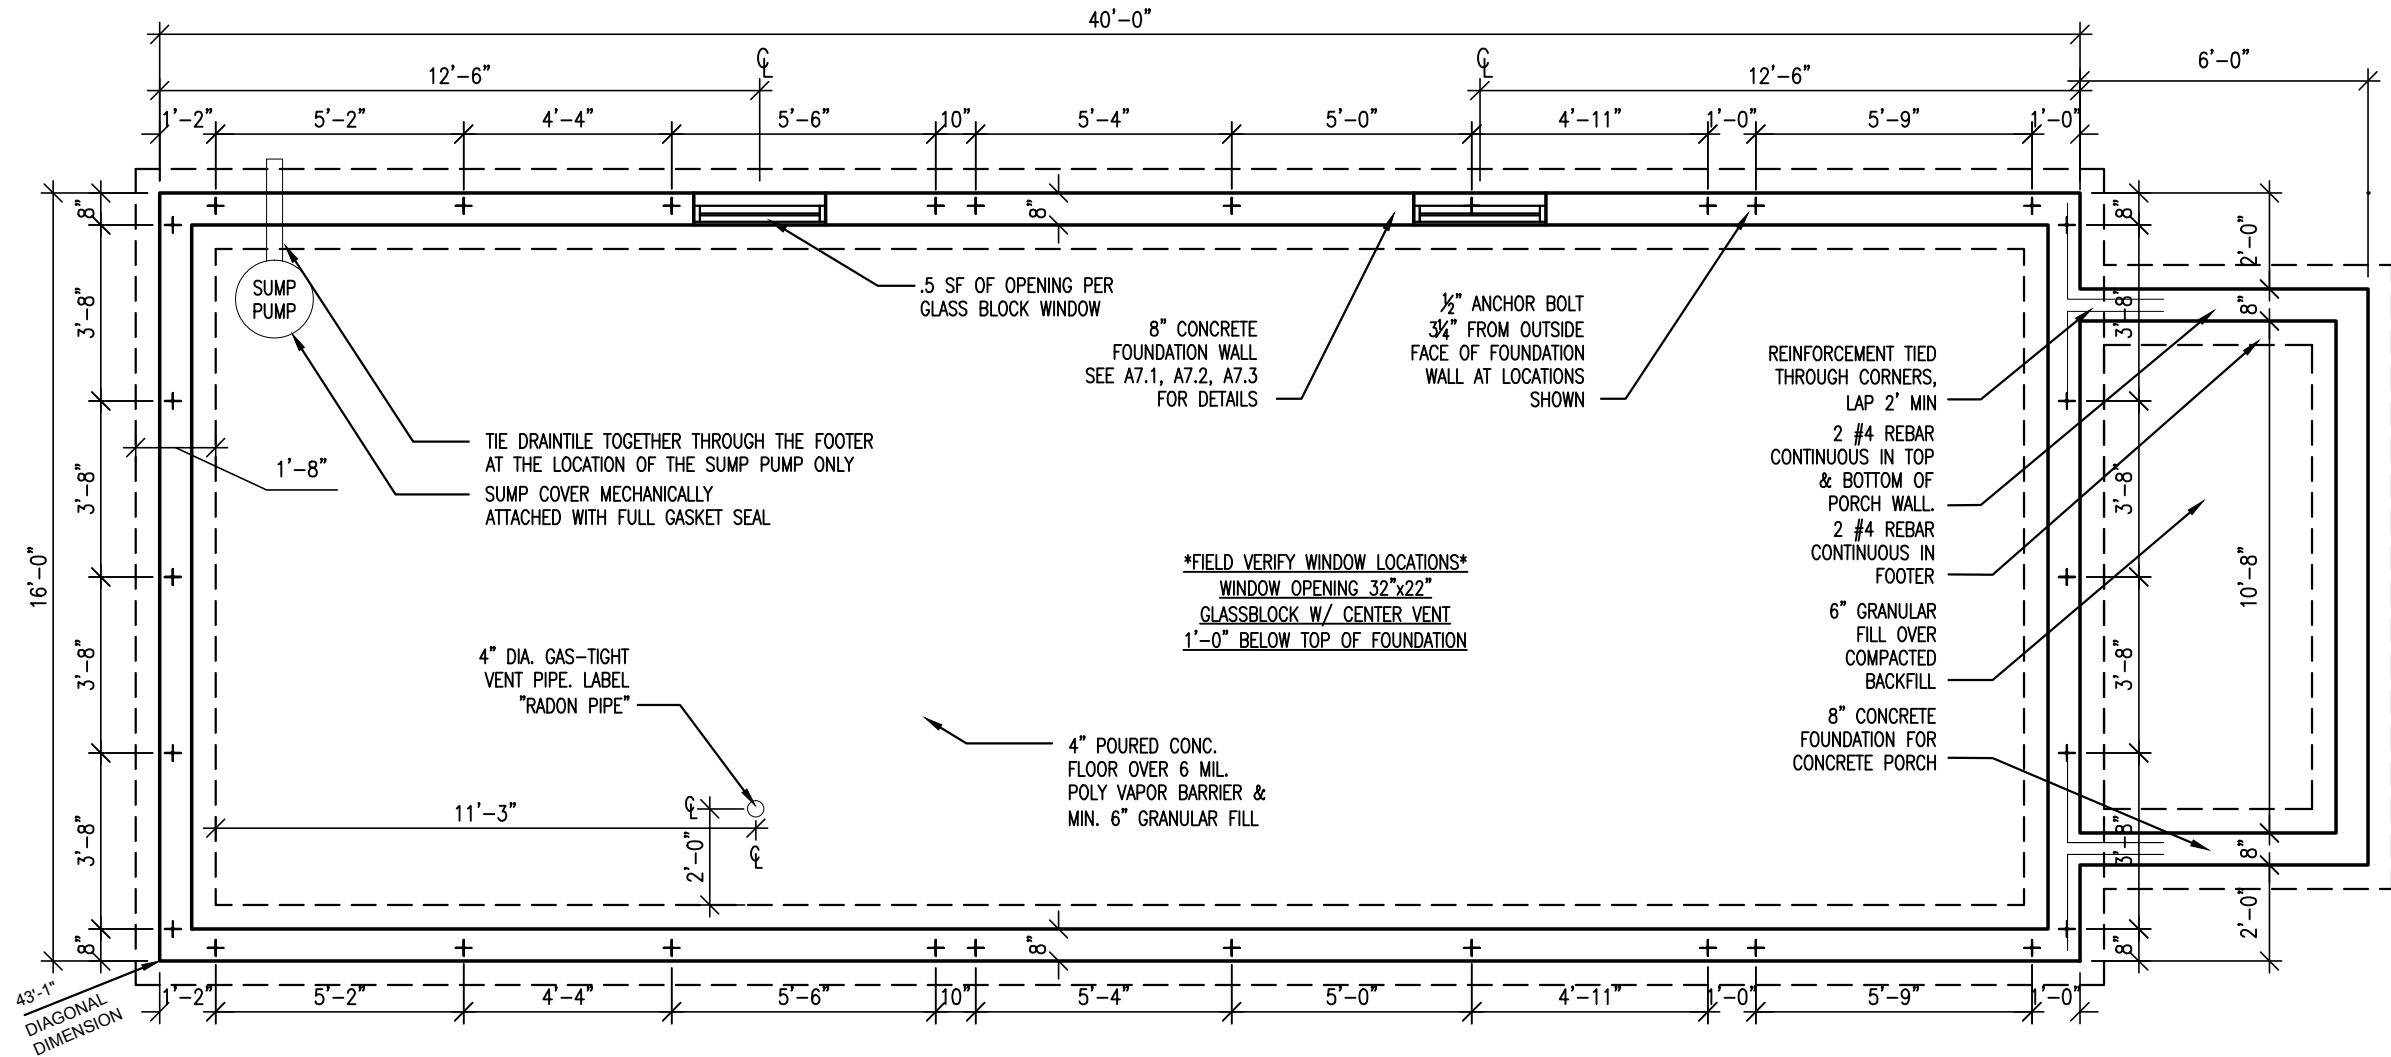 40'-0"
12'-6"
℄
℄
12'-6"
6'-0"
1'-2"
5'-2"
4'-4"
5'-6"
10"
5'-4"
5'-0"
4'-11"
1'-0"
5'-9"
1'-0"
8"
3'-8"
3'-8"
3'-8"
3'-8"
8"
16'-0"
SUMP
PUMP
1'-8"
TIE DRAINTILE TOGETHER THROUGH THE FOOTER
AT THE LOCATION OF THE SUMP PUMP ONLY
SUMP COVER MECHANICALLY
ATTACHED WITH FULL GASKET SEAL
8"
.5 SF OF OPENING PER
GLASS BLOCK WINDOW
8" CONCRETE
FOUNDATION WALL
SEE A7.1, A7.2, A7.3
FOR DETAILS
½" ANCHOR BOLT
3¼" FROM OUTSIDE
FACE OF FOUNDATION
WALL AT LOCATIONS
SHOWN
*FIELD VERIFY WINDOW LOCATIONS*
WINDOW OPENING 32"x22"
GLASSBLOCK W/ CENTER VENT
1'-0" BELOW TOP OF FOUNDATION
4" DIA. GAS-TIGHT
VENT PIPE. LABEL
"RADON PIPE"
11'-3"
℄
℄
2'-0"
4" POURED CONC.
FLOOR OVER 6 MIL.
POLY VAPOR BARRIER &
MIN. 6" GRANULAR FILL
REINFORCEMENT TIED
THROUGH CORNERS,
LAP 2' MIN
2 #4 REBAR
CONTINUOUS IN TOP
& BOTTOM OF
PORCH WALL.
2 #4 REBAR
CONTINUOUS IN
FOOTER
6" GRANULAR
FILL OVER
COMPACTED
BACKFILL
8" CONCRETE
FOUNDATION FOR
CONCRETE PORCH
8"
3'-8"
3'-8"
3'-8"
3'-8"
8"
2'-0"
8"
10'-8"
8"
2'-0"
8"
43'-1"
DIAGONAL
DIMENSION
1'-2"
5'-2"
4'-4"
5'-6"
10"
5'-4"
5'-0"
4'-11"
1'-0"
5'-9"
1'-0"